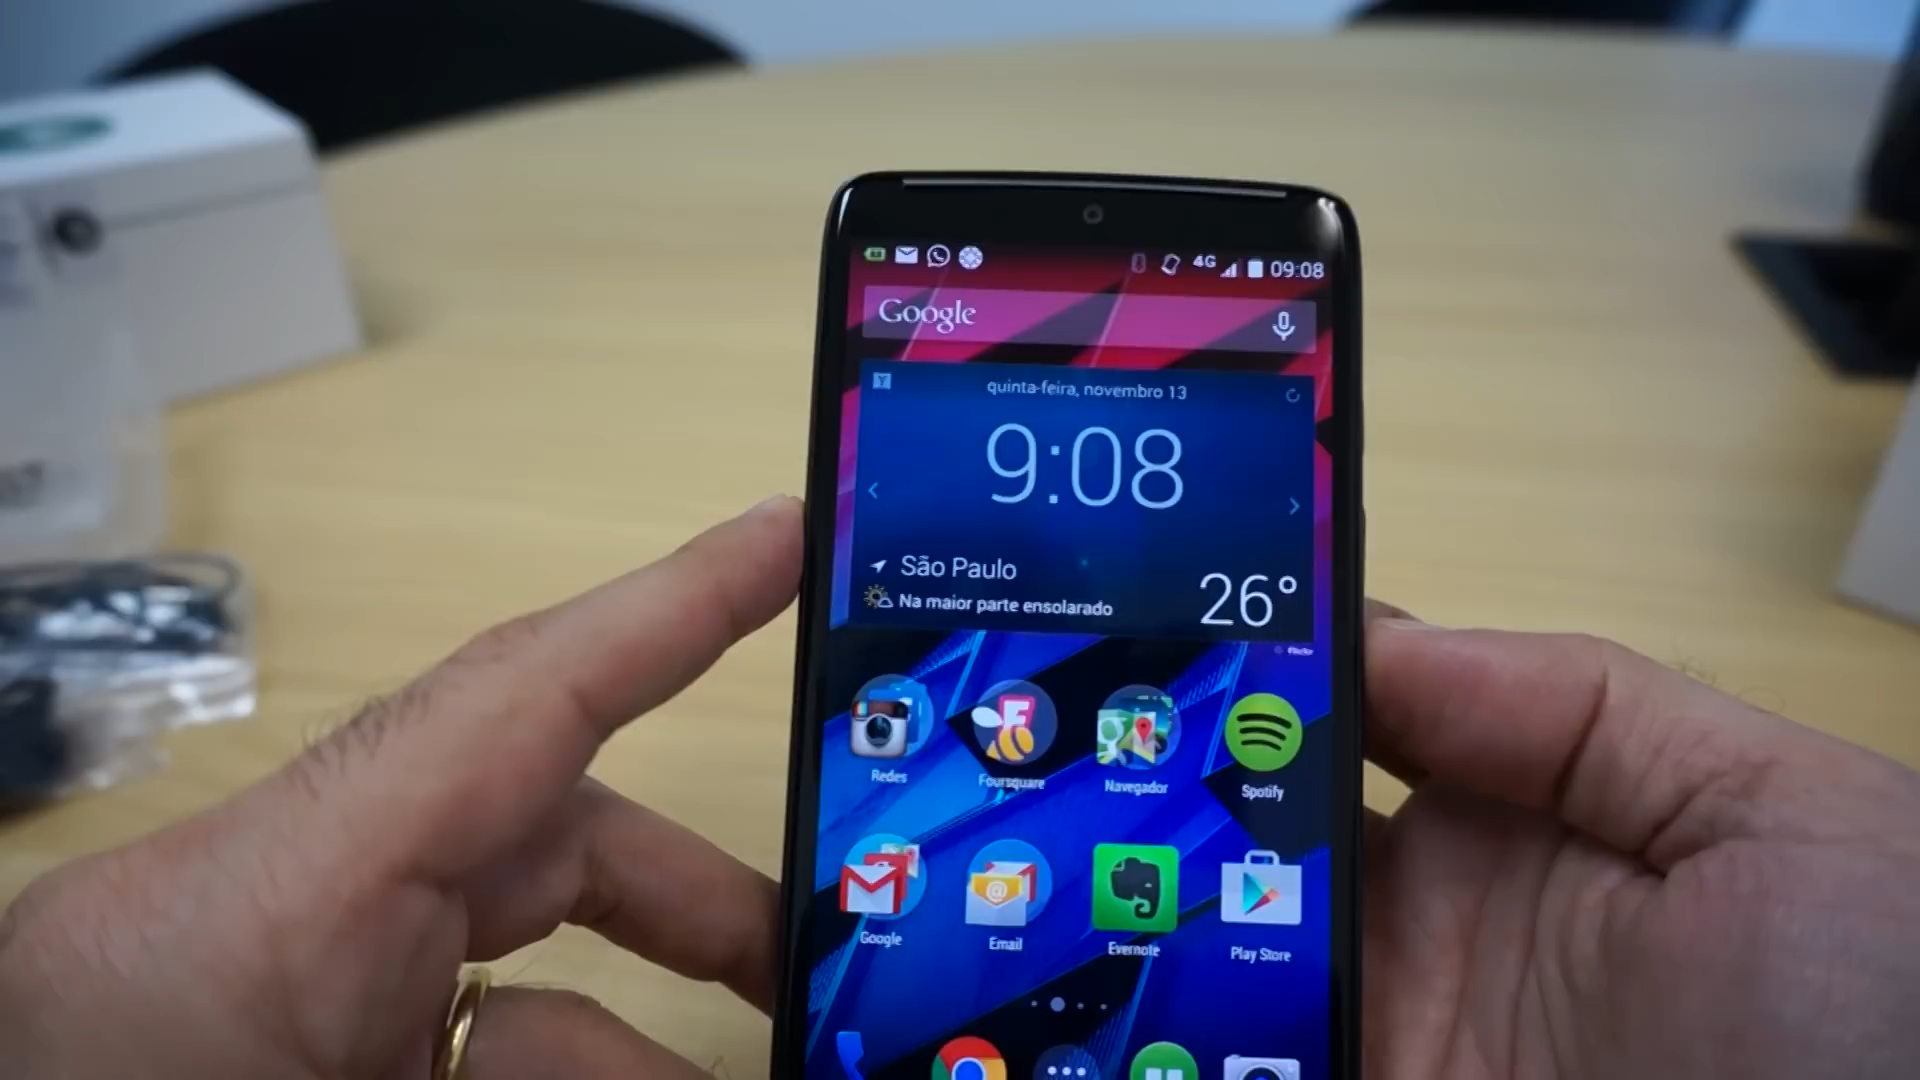 4G 09:08
Google
Y
quinta-feira, novembro 13
9:08
São Paulo
26°
Na maior parte ensolarado
flickr
Redes
Foursquare
Navegador
Spotify
Google
Email
Evernote
Play Store